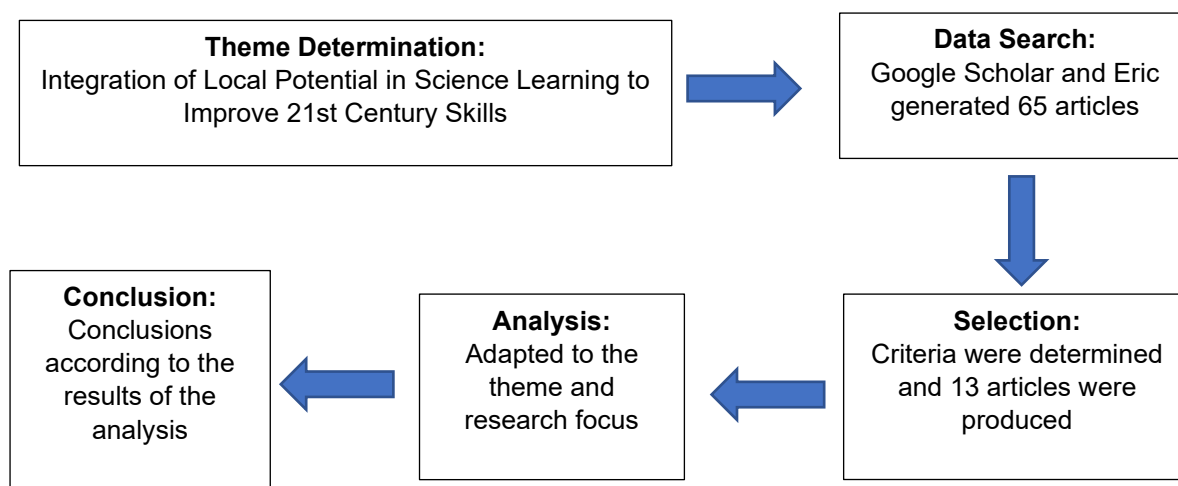 Theme Determination:
Integration of Local Potential in Science Learning to
Improve 21st Century Skills
Data Search:
Google Scholar and Eric
generated 65 articles
Selection:
Criteria were determined
and 13 articles were
produced
Analysis:
Adapted to the
theme and
research focus
Conclusion:
Conclusions
according to the
results of the
analysis